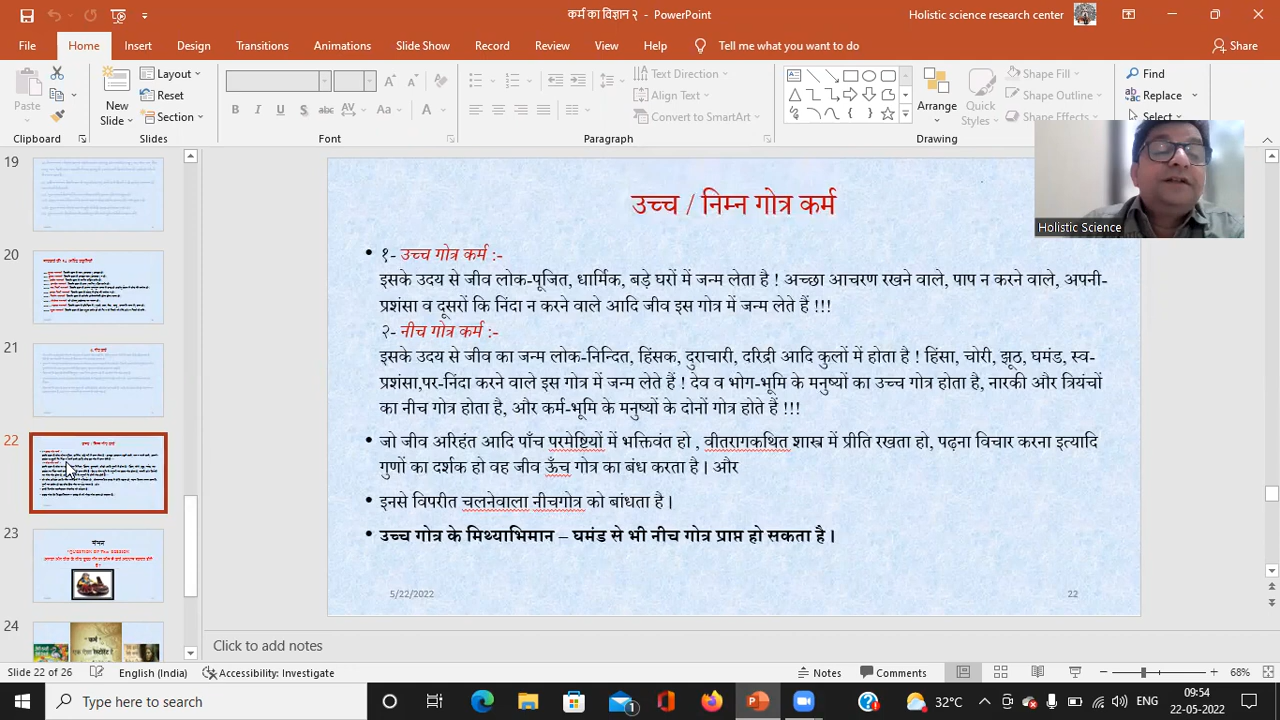 कर्म का विज्ञान २ - PowerPoint
Holistic science research center
File Home Insert Design Transitions Animations Slide Show Record Review View Help Tell me what you want to do Share
Paste
New Slide
Layout
Reset
Section
Text Direction
Align Text
Convert to SmartArt
Arrange
Quick Styles
Shape Fill
Shape Outline
Shape Effects
Find
Replace
Select
Clipboard Slides Font Paragraph Drawing
Holistic Science
19
20
21
22
23
24
उच्च / निम्न गोत्र कर्म
१- उच्च गोत्र कर्म :-
इसके उदय से जीव लोक-पूजित, धार्मिक, बड़े घरों में जन्म लेता है ! अच्छा आचरण रखने वाले, पाप न करने वाले, अपनी-
प्रशंसा व दूसरों कि निंदा न करने वाले आदि जीव इस गोत्र में जन्म लेते हैं !!!
२- नीच गोत्र कर्म :-
इसके उदय से जीव का जन्म लोक-निन्दित, हिंसक, दुराचारी, दरिद्री आदि कुलों में होता है ! हिंसा, चोरी, झूठ, घमंड, स्व-
प्रशंसा,पर-निंदा करने वाले इस गोत्र में जन्म लेते हैं ! देव व भोग-भूमि के मनुष्यों का उच्च गोत्र होता है, नारकी और त्रियंचों
का नीच गोत्र होता है, और कर्म-भूमि के मनुष्यों के दोनों गोत्र होते हैं !!!
जो जीव अरिहंत आदि पाँच परमेष्टियों में भक्तिवंत हो , वीतरागकथित शास्त्र में प्रीति रखता हो, पढ़ना विचार करना इत्यादि
गुणों का दर्शक हो वह जीव ऊँच गोत्र का बंध करता है । और
इनसे विपरीत चलनेवाला नीचगोत्र को बांधता है ।
उच्च गोत्र के मिथ्याभिमान – घमंड से भी नीच गोत्र प्राप्त हो सकता है ।
5/22/2022 22
Click to add notes
Slide 22 of 26 English (India) Accessibility: Investigate Notes Comments 68%
Type here to search
32°C
ENG
09:54
22-05-2022